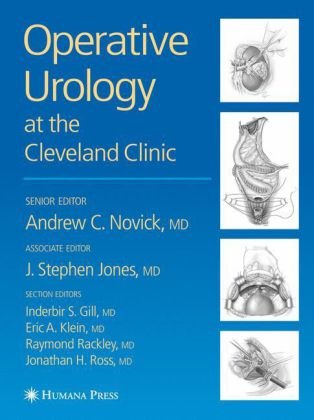 Operative
Urology
at the
Cleveland Clinic
SENIOR EDITOR
Andrew C. Novick, MD
ASSOCIATE EDITOR
J. Stephen Jones, MD
SECTION EDITORS
Inderbir S. Gill, MD
Eric A. Klein, MD
Raymond Rackley, MD
Jonathan H. Ross, MD
HUMANA PRESS